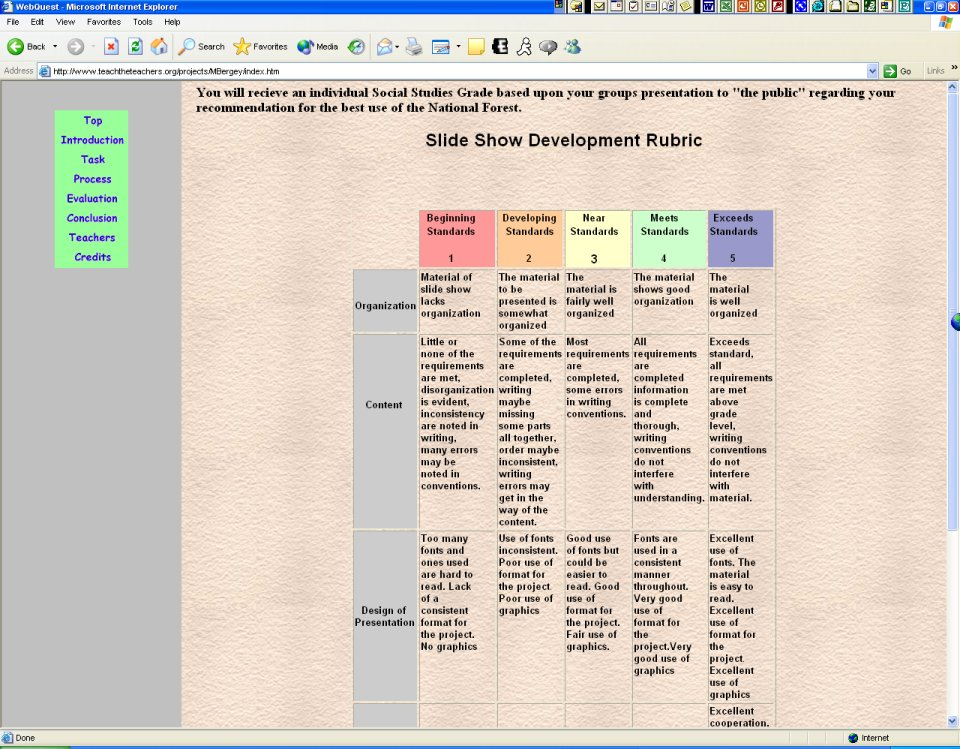 WebQuest - Microsoft Internet Explorer
File Edit View Favorites Tools Help
Back Search Favorites Media
Address http://www.teachtheteachers.org/projects/MBergey/index.htm Go Links »
You will recieve an individual Social Studies Grade based upon your groups presentation to "the public" regarding your
recommendation for the best use of the National Forest.
Top
Introduction
Task
Process
Evaluation
Conclusion
Teachers
Credits
Slide Show Development Rubric
Beginning
Standards
1
Developing
Standards
2
Near
Standards
3
Meets
Standards
4
Exceeds
Standards
5
Organization
Material of
slide show
lacks
organization
The material
to be
presented is
somewhat
organized
The
material is
fairly well
organized
The material
shows good
organization
The
material
is well
organized
Content
Little or
none of the
requirements
are met,
disorganization
is evident,
inconsistency
are noted in
writing,
many errors
may be
noted in
conventions.
Some of the
requirements
are
completed,
writing
maybe
missing
some parts
all together,
order maybe
inconsistent,
writing
errors may
get in the
way of the
content.
Most
requirements
are
completed,
some errors
in writing
conventions.
All
requirements
are
completed
information
is complete
and
thorough,
writing
conventions
do not
interfere
with
understanding.
Exceeds
standard,
all
requirements
are met
above
grade
level,
writing
conventions
do not
interfere
with
material.
Design of
Presentation
Too many
fonts and
ones used
are hard to
read. Lack
of a
consistent
format for
the project.
No graphics
Use of fonts
inconsistent.
Poor use of
format for
the project
Poor use of
graphics
Good use
of fonts but
could be
easier to
read. Good
use of
format for
the project.
Fair use of
graphics.
Fonts are
used in a
consistent
manner
throughout.
Very good
use of
format for
the
project.Very
good use of
graphics
Excellent
use of
fonts. The
material
is easy to
read.
Excellent
use of
format for
the
project
Excellent
use of
graphics
Excellent
cooperation.
Done Internet